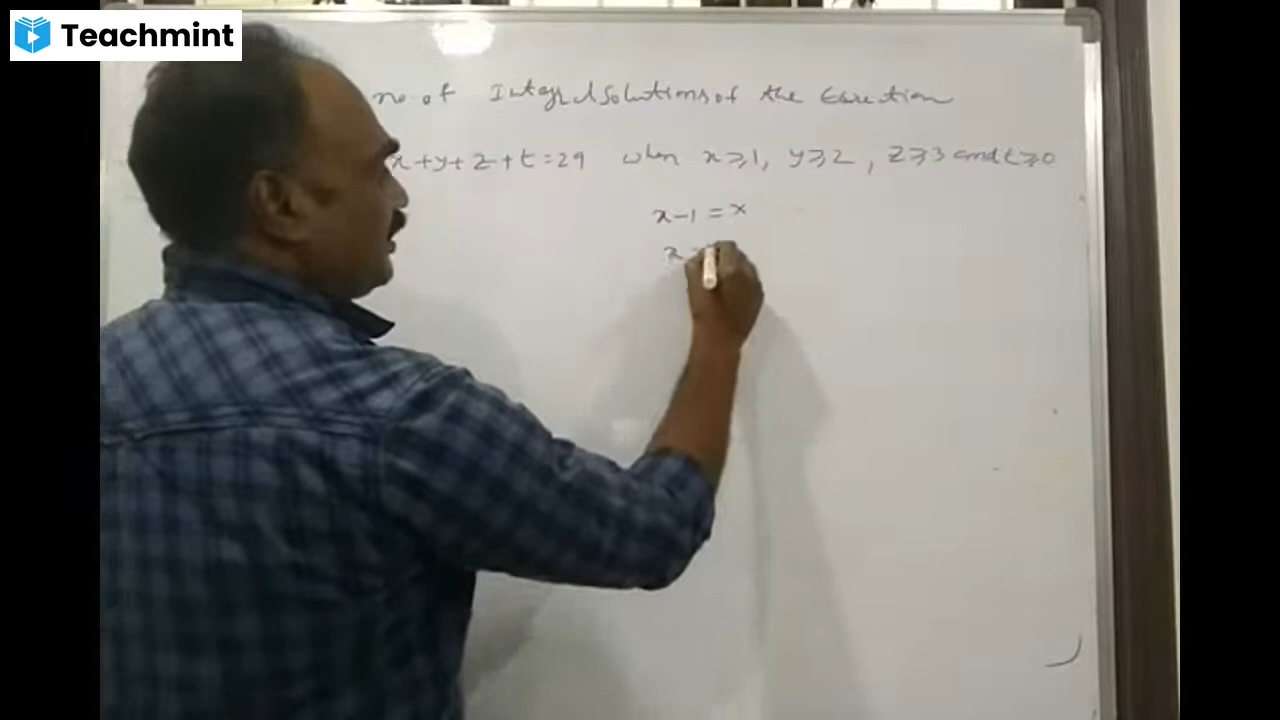 Teachmint
no. of Integral Solutions of the Equation
x + y + z + t = 29 when x ≥ 1, y ≥ 2, z ≥ 3 and t ≥ 0
x - 1 = x
x =